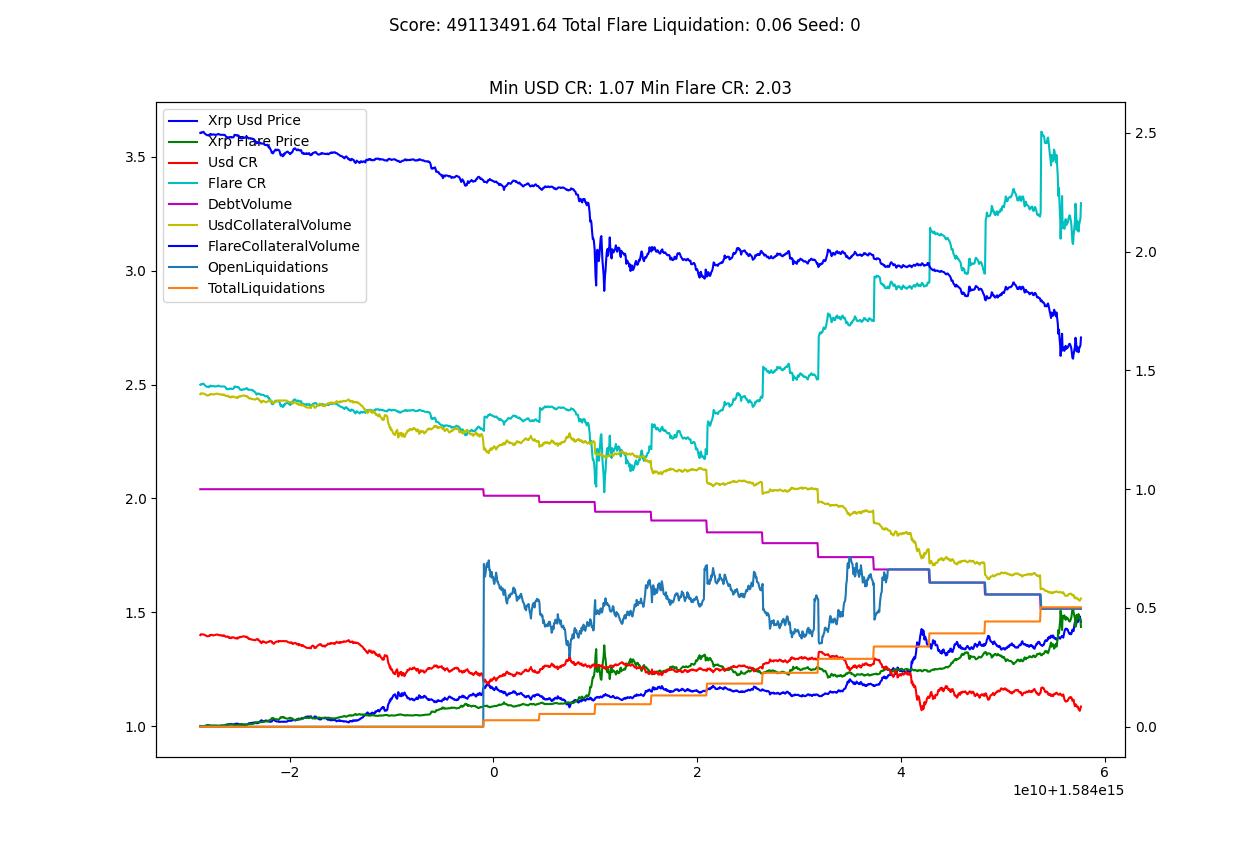 Score: 49113491.64 Total Flare Liquidation: 0.06 Seed: 0
Min USD CR: 1.07 Min Flare CR: 2.03
Xrp Usd Price
Xrp Flare Price
Usd CR
Flare CR
DebtVolume
UsdCollateralVolume
FlareCollateralVolume
OpenLiquidations
TotalLiquidations
3.5
3.0
2.5
2.0
1.5
1.0
2.5
2.0
1.5
1.0
0.5
0.0
−2 0 2 4 6
1e10+1.584e15